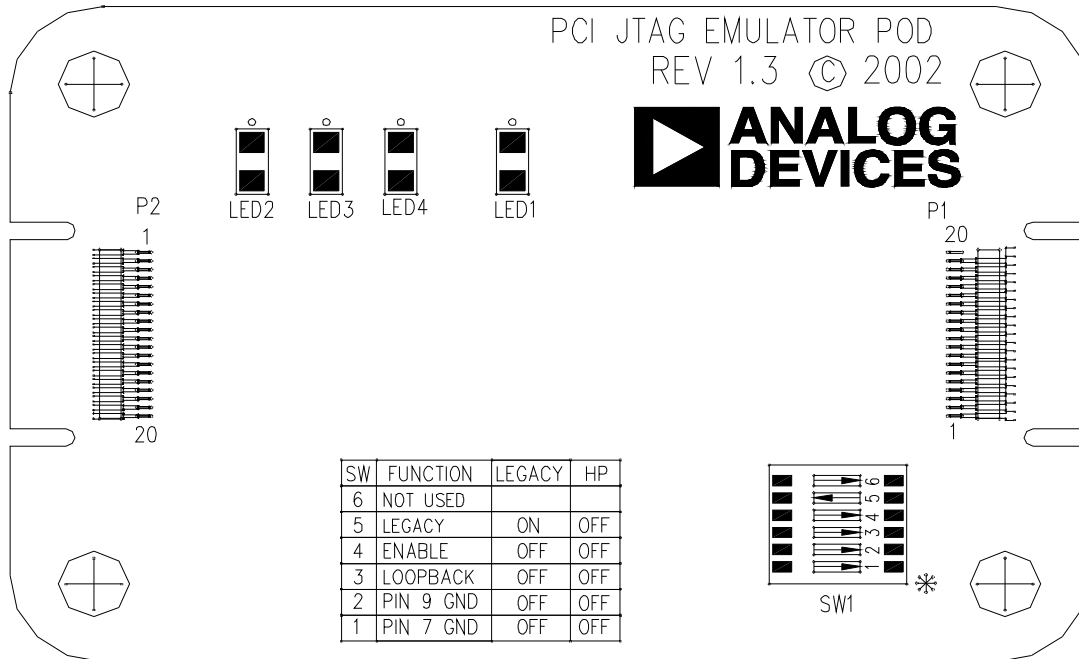 PCI JTAG EMULATOR POD
REV 1.3 © 2002
ANALOG
DEVICES
LED2 LED3 LED4 LED1
P2
1
20
P1
20
1
SW FUNCTION LEGACY HP
6 NOT USED
5 LEGACY ON OFF
4 ENABLE OFF OFF
3 LOOPBACK OFF OFF
2 PIN 9 GND OFF OFF
1 PIN 7 GND OFF OFF
6
5
4
3
2
1
SW1